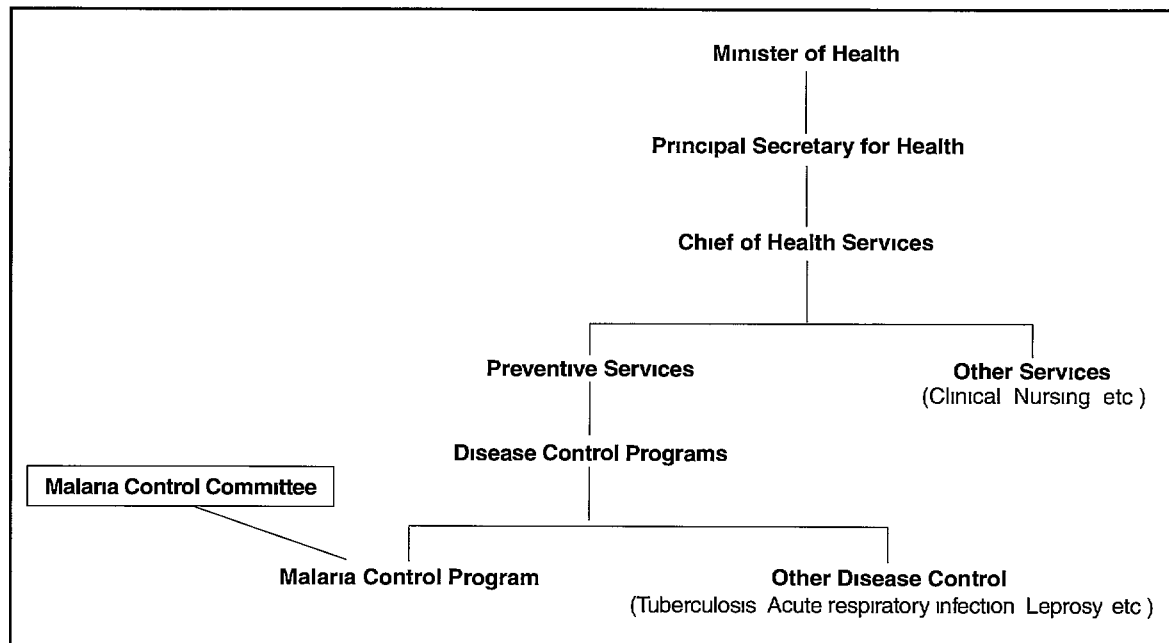 Minister of Health
Principal Secretary for Health
Chief of Health Services
Preventive Services
Other Services
(Clinical Nursing etc )
Disease Control Programs
Malaria Control Committee
Malaria Control Program
Other Disease Control
(Tuberculosis Acute respiratory infection Leprosy etc )